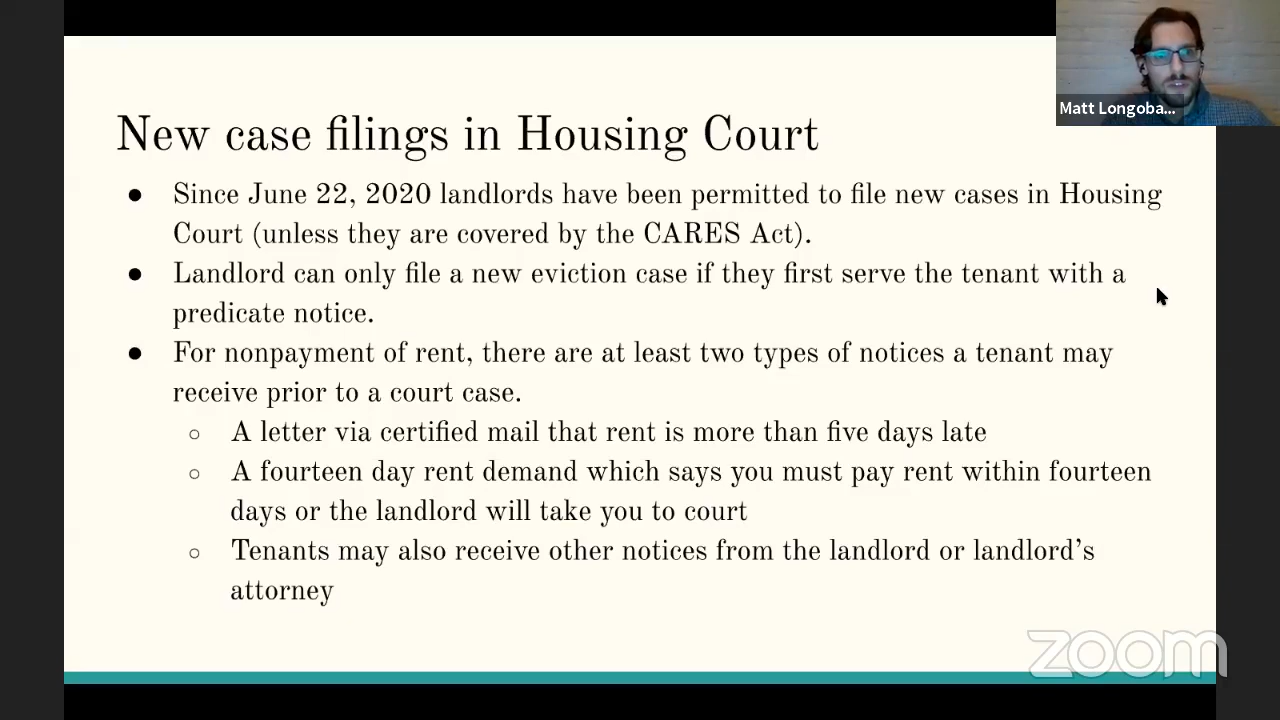 Matt Longoba...
New case filings in Housing Court
● Since June 22, 2020 landlords have been permitted to file new cases in Housing
Court (unless they are covered by the CARES Act).
● Landlord can only file a new eviction case if they first serve the tenant with a
predicate notice.
● For nonpayment of rent, there are at least two types of notices a tenant may
receive prior to a court case.
○ A letter via certified mail that rent is more than five days late
○ A fourteen day rent demand which says you must pay rent within fourteen
days or the landlord will take you to court
○ Tenants may also receive other notices from the landlord or landlord’s
attorney
zoom